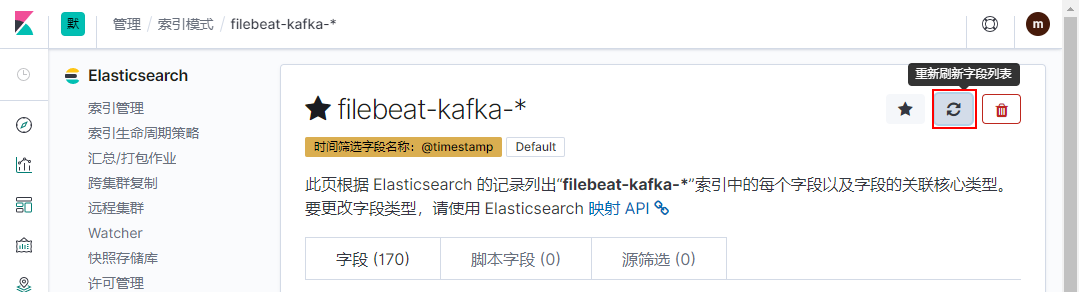 默
管理 / 索引模式 / filebeat-kafka-*
m
重新刷新字段列表
Elasticsearch
索引管理
索引生命周期策略
汇总/打包作业
跨集群复制
远程集群
Watcher
快照存储库
许可管理
filebeat-kafka-*
时间筛选字段名称：@timestamp
Default
此页根据 Elasticsearch 的记录列出“filebeat-kafka-*”索引中的每个字段以及字段的关联核心类型。
要更改字段类型，请使用 Elasticsearch 映射 API
字段 (170)
脚本字段 (0)
源筛选 (0)